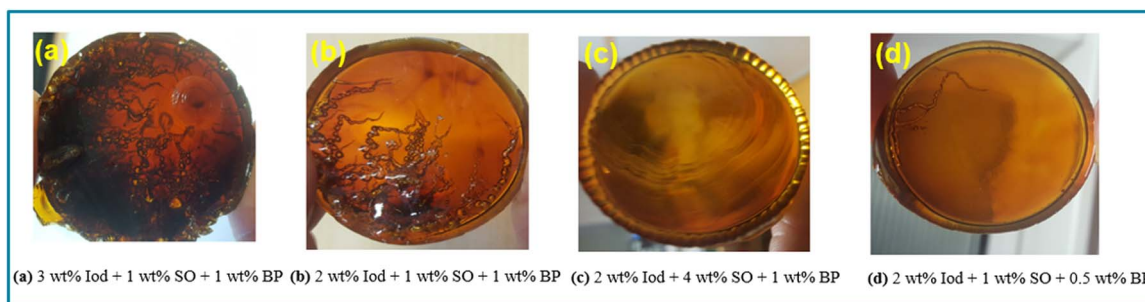 (a)
(b)
(c)
(d)
(a) 3 wt% Iod + 1 wt% SO + 1 wt% BP (b) 2 wt% Iod + 1 wt% SO + 1 wt% BP (c) 2 wt% Iod + 4 wt% SO + 1 wt% BP (d) 2 wt% Iod + 1 wt% SO + 0.5 wt%